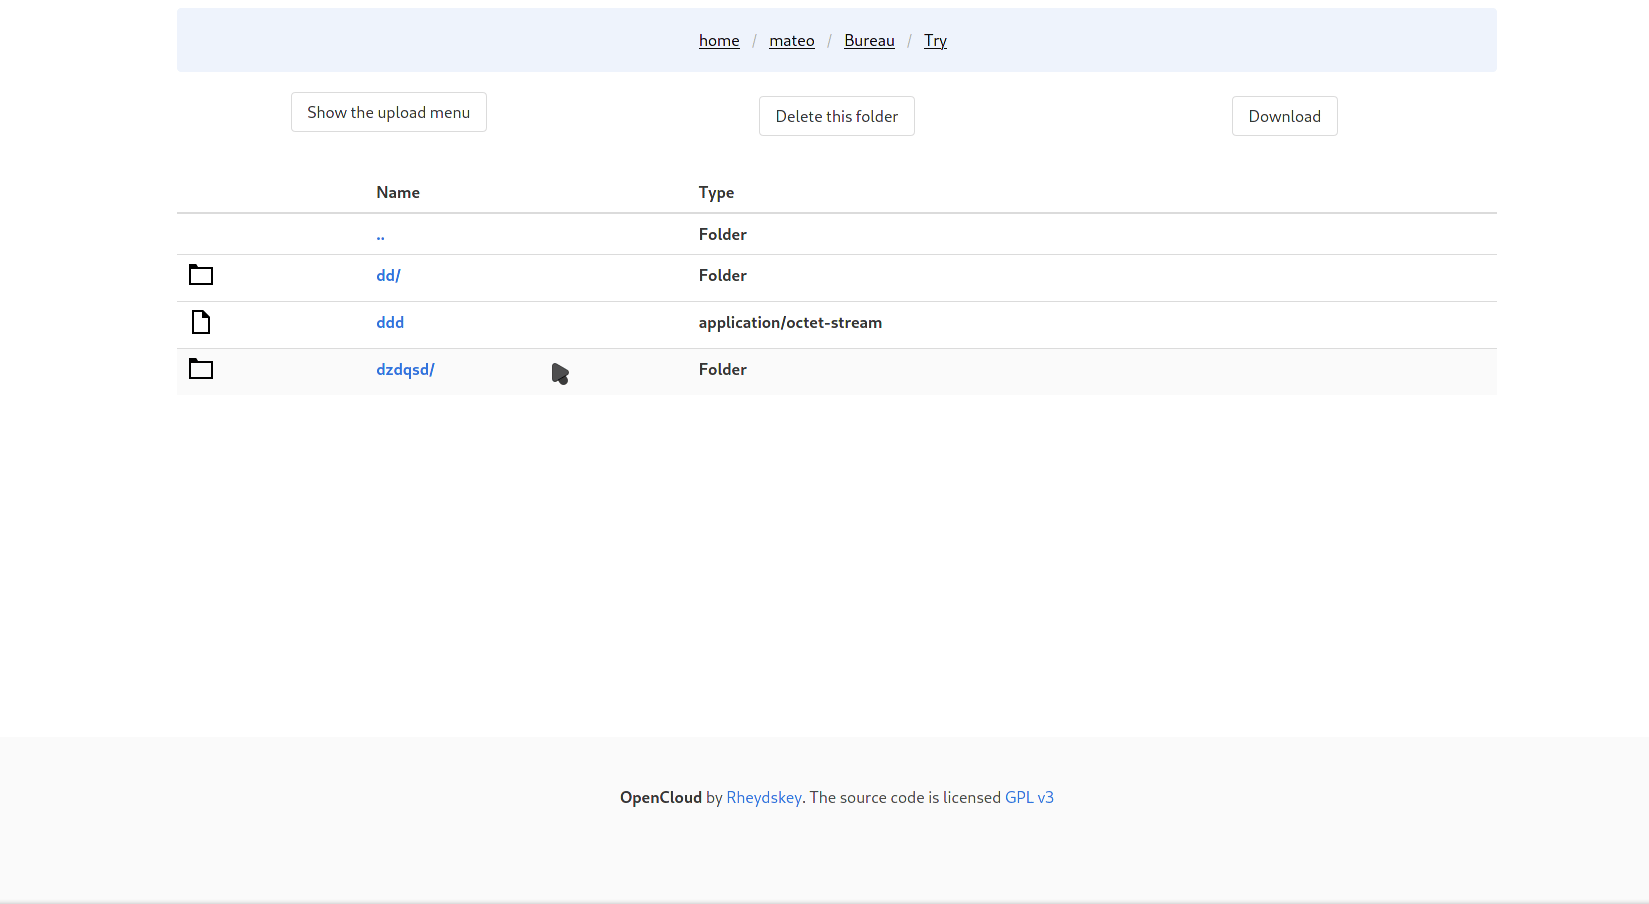 home / mateo / Bureau / Try
Show the upload menu Delete this folder Download
Name Type
.. Folder
dd/ Folder
ddd application/octet-stream
dzdqsd/ Folder
OpenCloud by Rheydskey. The source code is licensed GPL v3